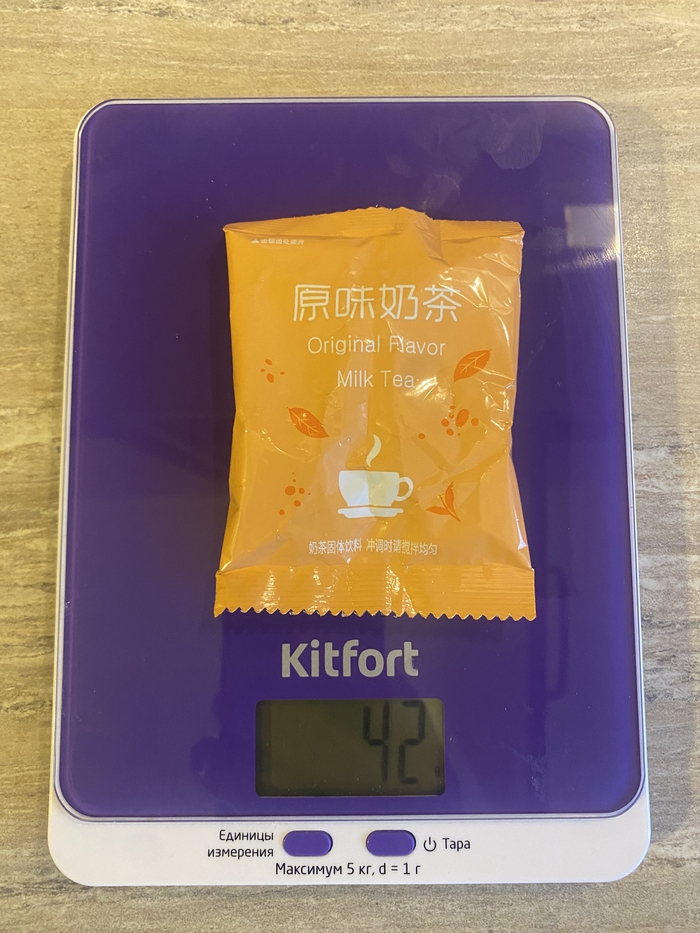 原味奶茶
Original Flavor
Milk Tea
奶茶固体饮料 冲调时请搅拌均匀
Kitfort
42
Единицы
измерения
Тара
Максимум 5 кг, d = 1 г